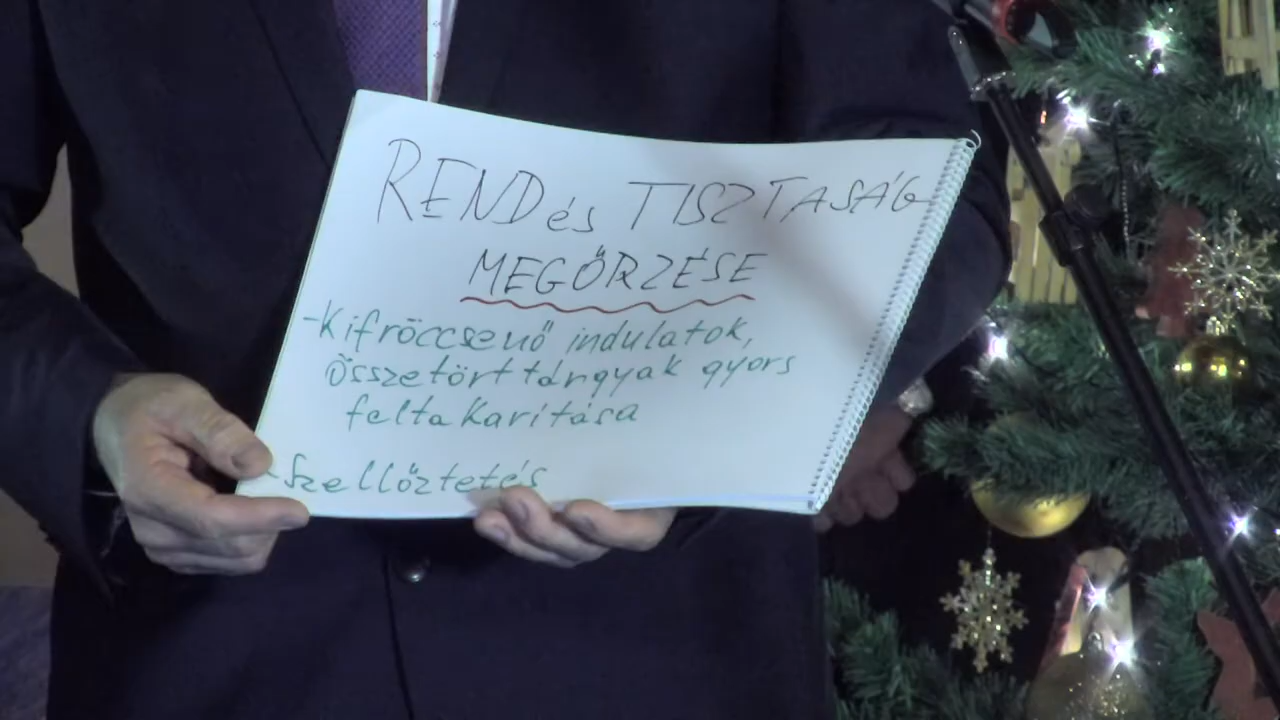 REND és TISZTASÁG
MEGŐRZÉSE
-Kifröccsenő indulatok,
összetört tárgyak gyors
feltakarítása
-Szellőztetés